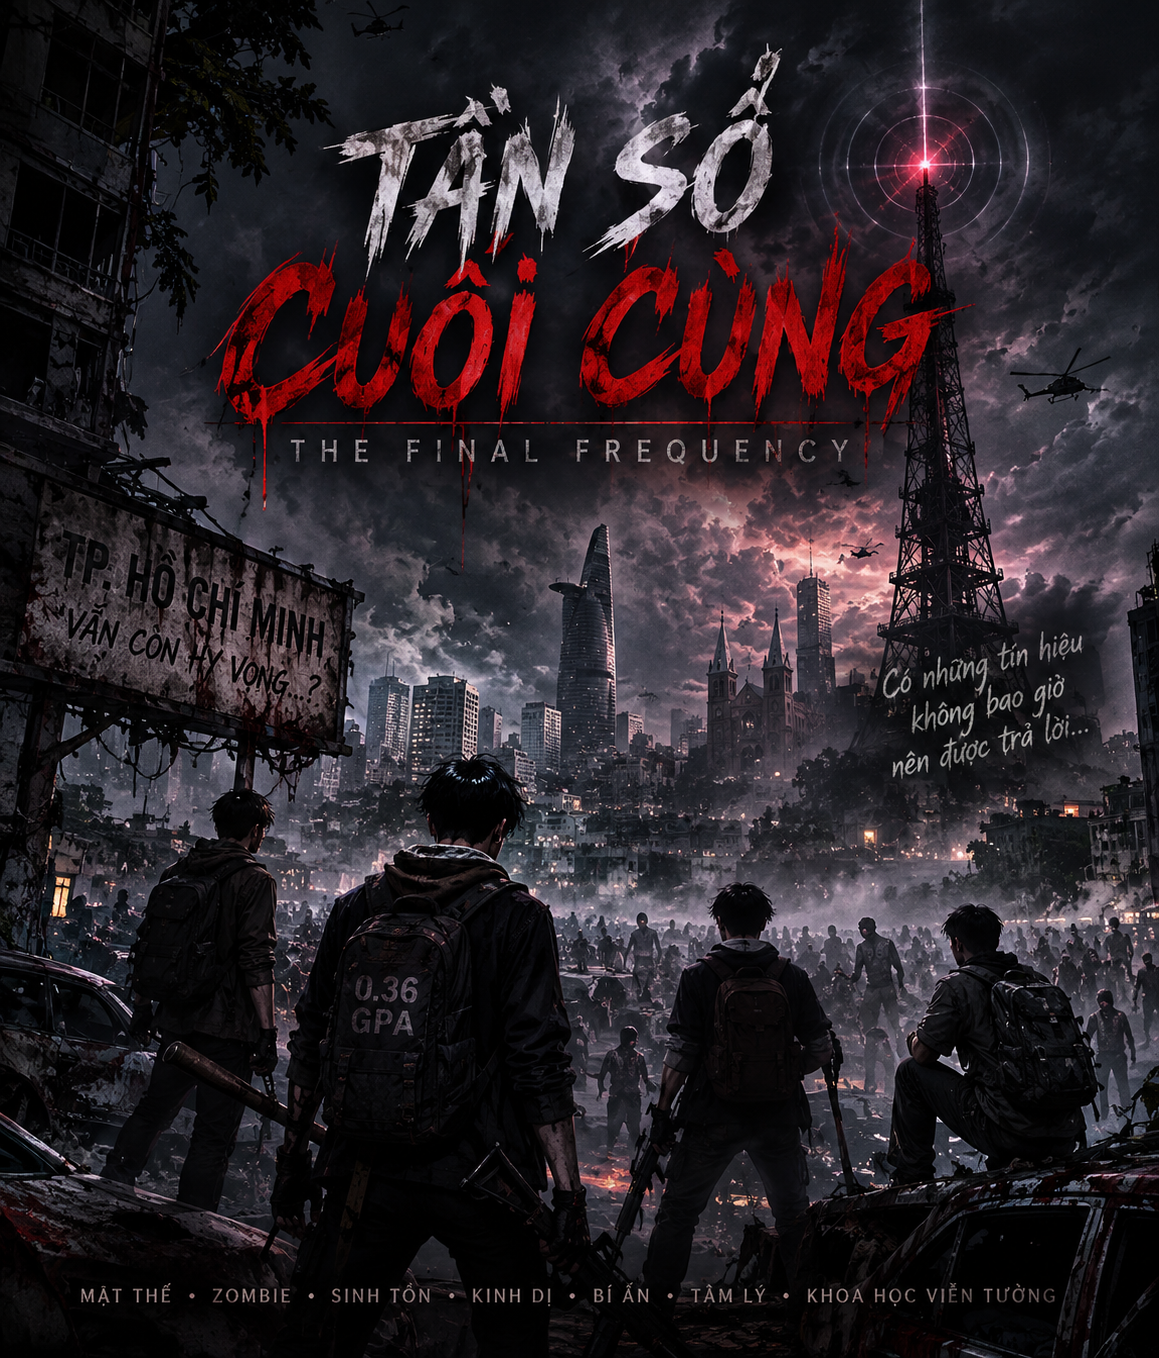 TẦN SỐ
CUỐI CÙNG
THE FINAL FREQUENCY
TP. HỒ CHÍ MINH
"VẪN CÒN HY VỌNG...?
Có những tín hiệu
không bao giờ
nên được trả lời...
0.36
GPA
MẬT THẾ • ZOMBIE • SINH TỒN • KINH DỊ • BÍ ẨN • TÂM LÝ • KHOA HỌC VIỄN TƯỜNG